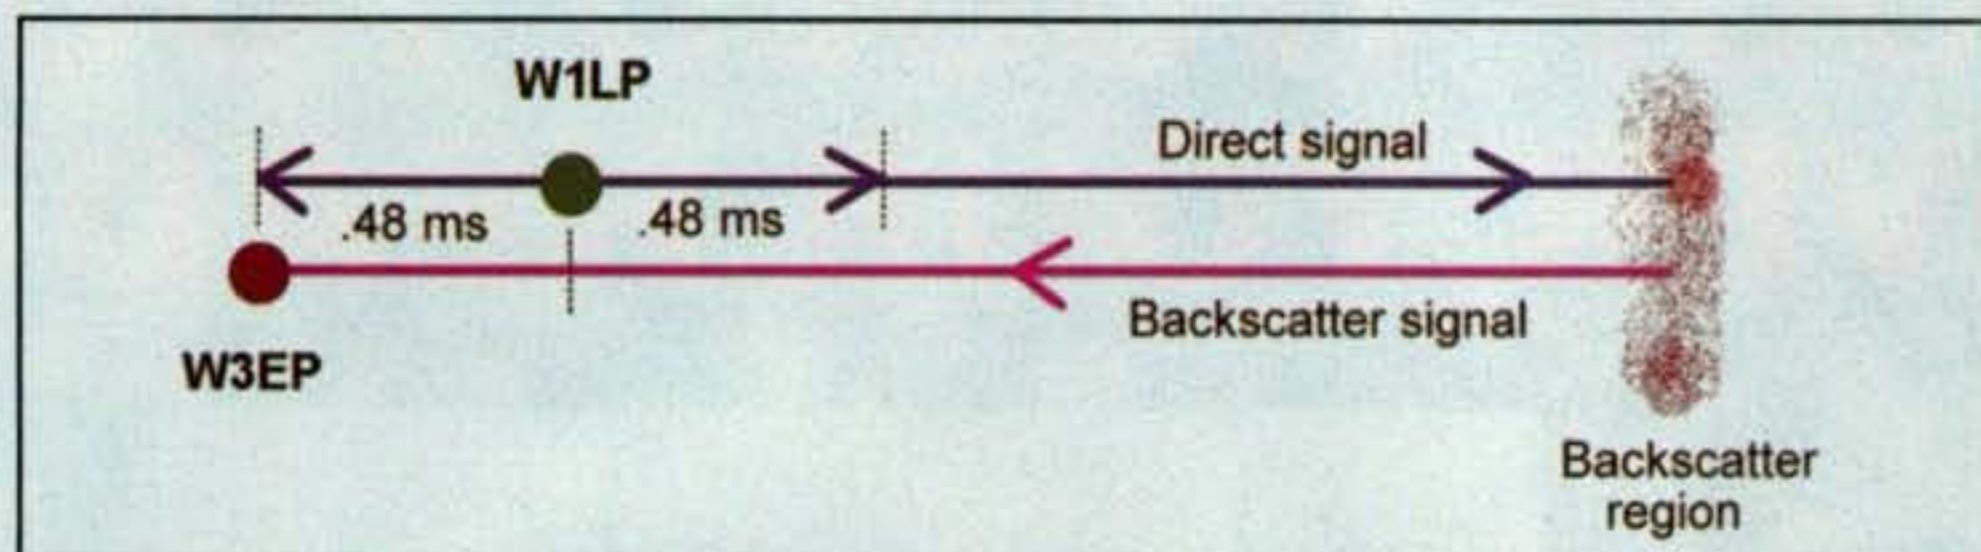 W1LP
Direct signal
.48 ms
.48 ms
Backscatter signal
W3EP
Backscatter
region